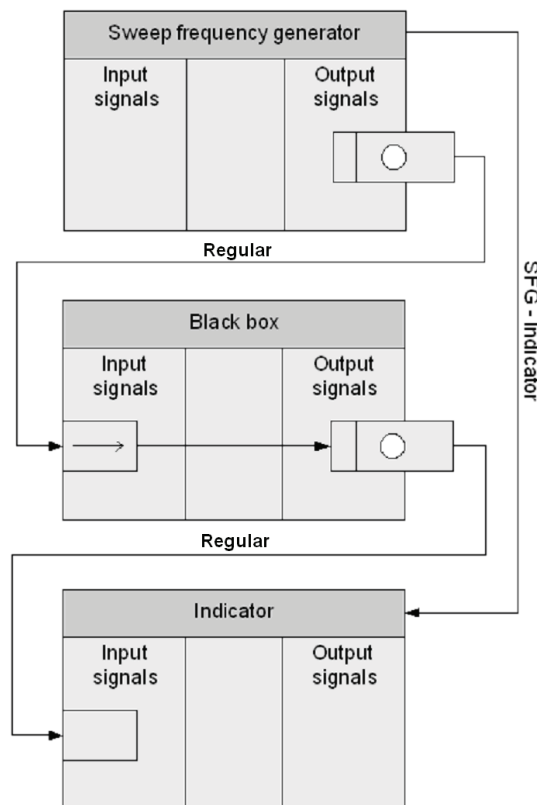 Sweep frequency generator
Input
signals
Output
signals
Regular
SFG - Indicator
Black box
Input
signals
Output
signals
Regular
Indicator
Input
signals
Output
signals